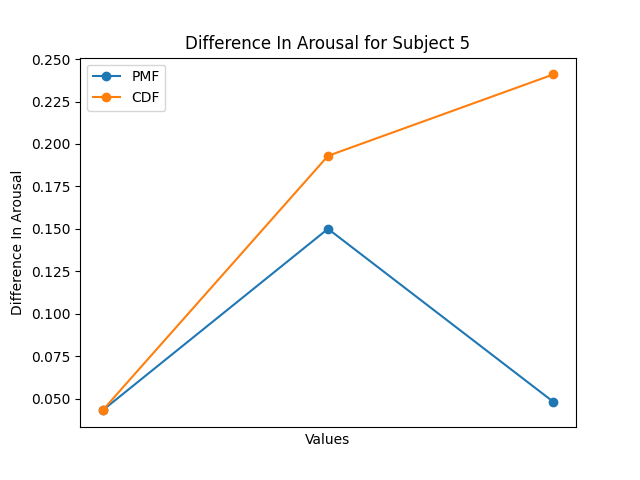 Difference In Arousal for Subject 5
PMF
CDF
0.250
0.225
0.200
0.175
0.150
0.125
0.100
0.075
0.050
Difference In Arousal
Values